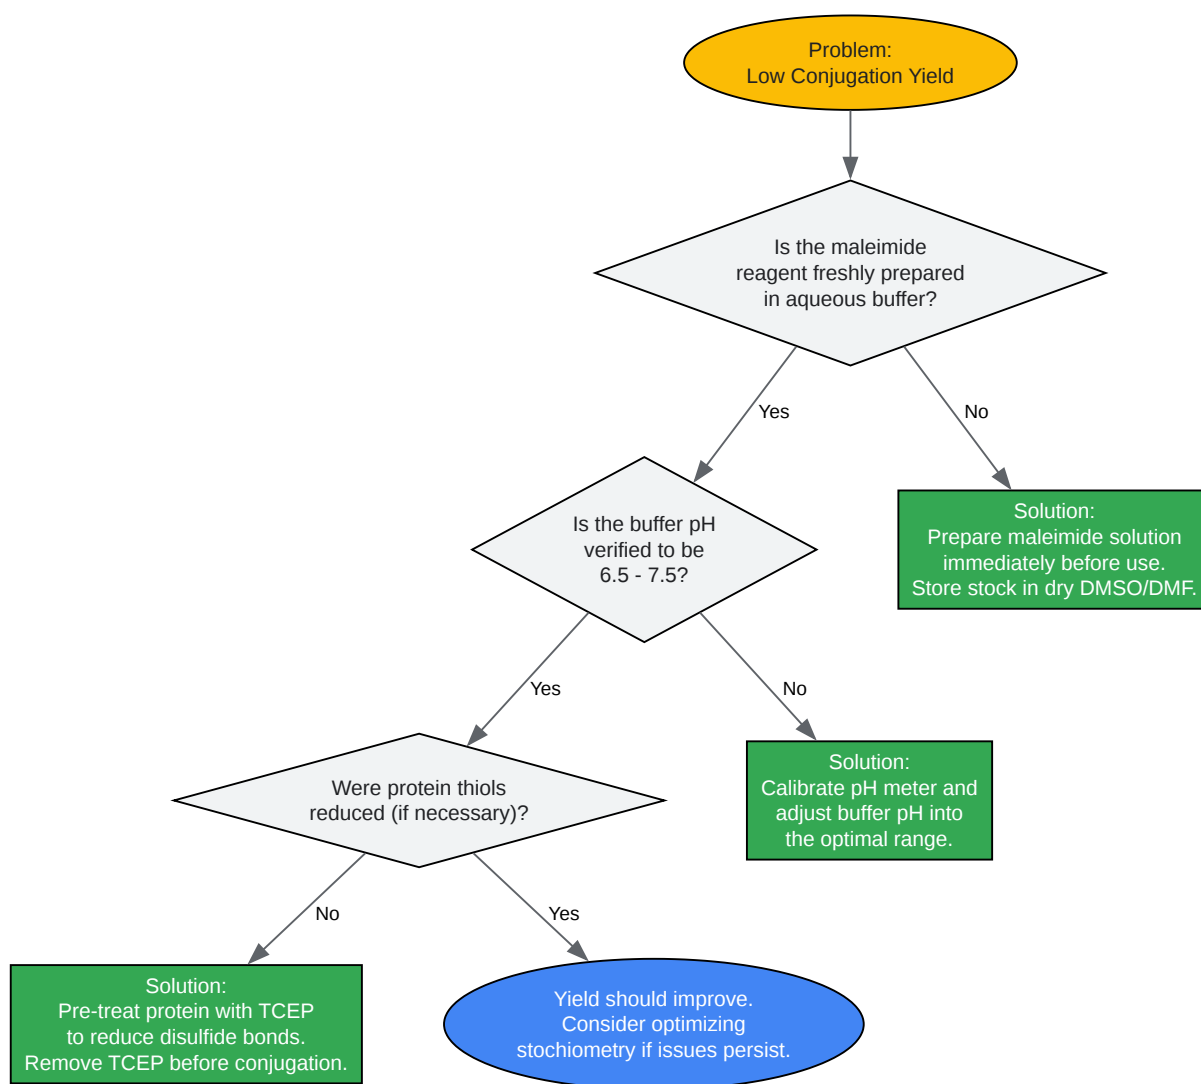 Problem:
Low Conjugation Yield
Is the maleimide
reagent freshly prepared
in aqueous buffer?
Yes
No
Is the buffer pH
verified to be
6.5 - 7.5?
Solution:
Prepare maleimide solution
immediately before use.
Store stock in dry DMSO/DMF.
Yes
No
Were protein thiols
reduced (if necessary)?
Solution:
Calibrate pH meter and
adjust buffer pH into
the optimal range.
No
Yes
Solution:
Pre-treat protein with TCEP
to reduce disulfide bonds.
Remove TCEP before conjugation.
Yield should improve.
Consider optimizing
stochiometry if issues persist.